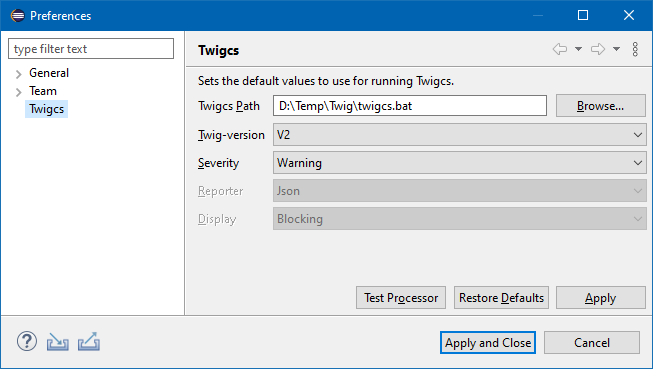 Preferences
type filter text
General
Team
Twigcs
Twigcs
Sets the default values to use for running Twigcs.
Twigcs Path D:\Temp\Twig\twigcs.bat Browse...
Twig-version V2
Severity Warning
Reporter Json
Display Blocking
Test Processor Restore Defaults Apply
? Apply and Close Cancel